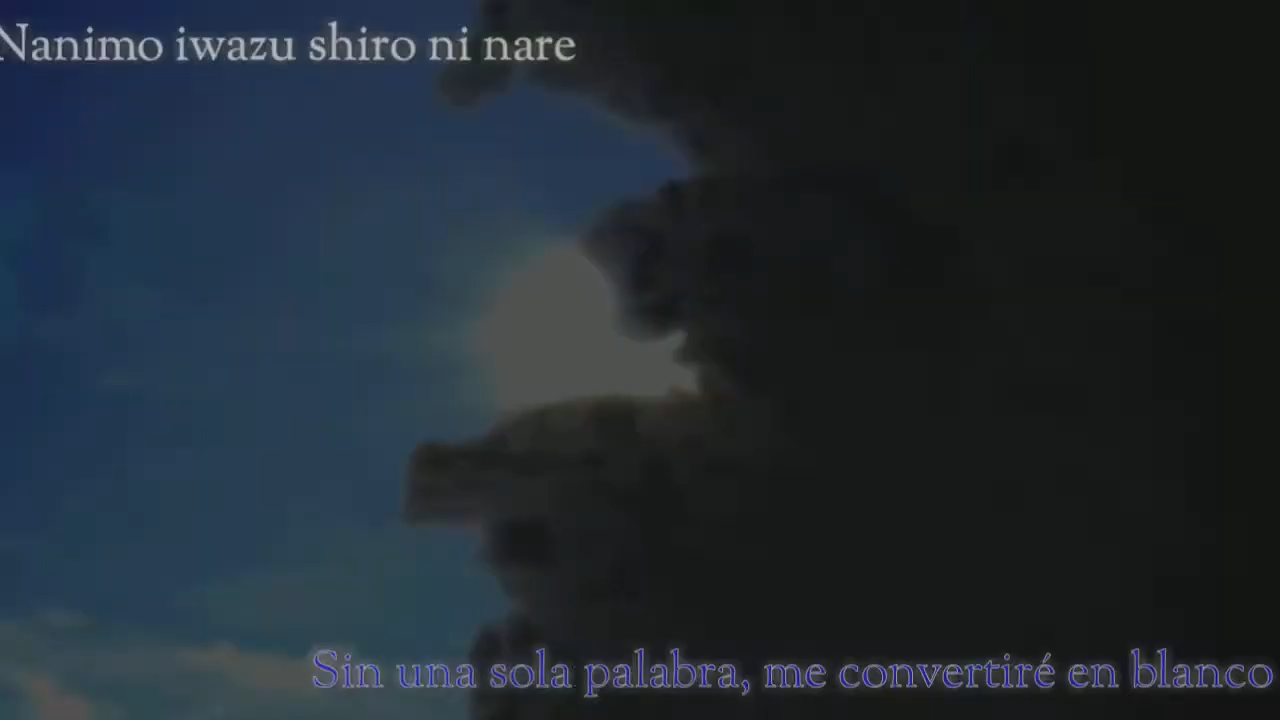 Nanimo iwazu shiro ni nare
Sin una sola palabra, me convertiré en blanco